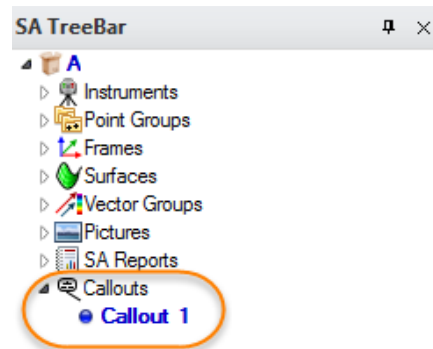 SA TreeBar
A
Instruments
Point Groups
Frames
Surfaces
Vector Groups
Pictures
SA Reports
Callouts
Callout 1